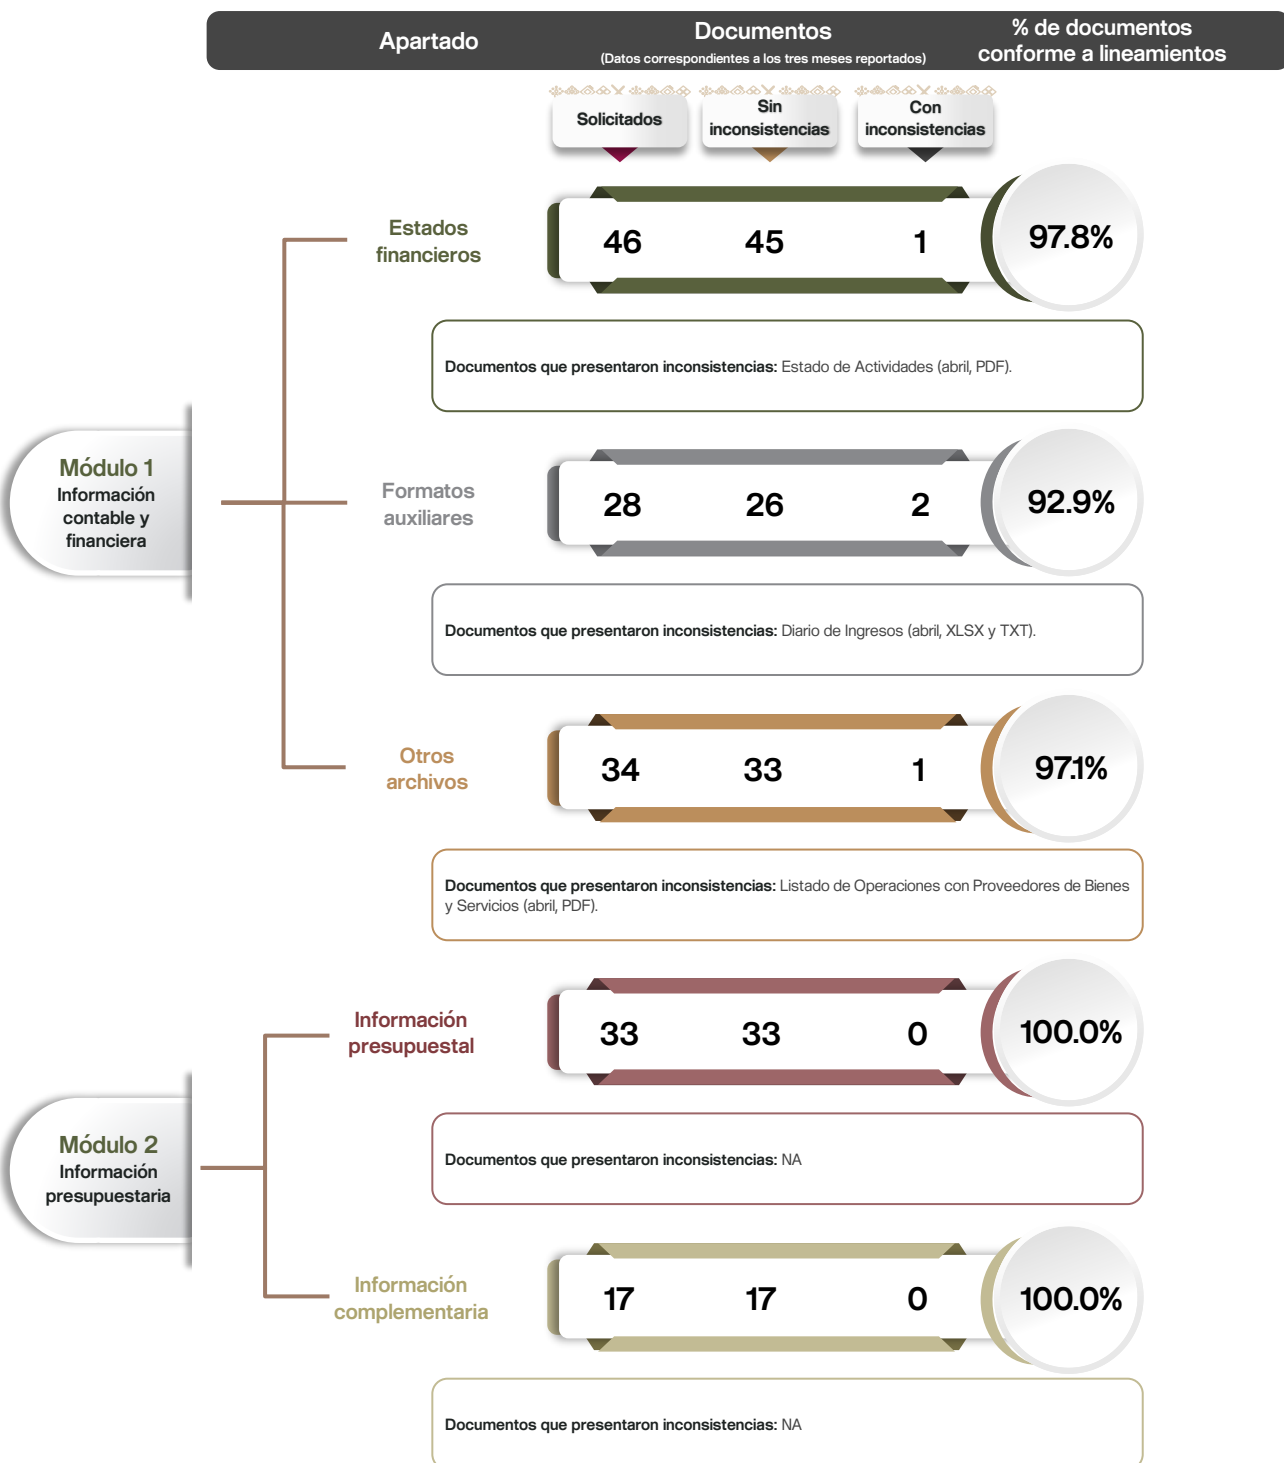 Apartado
Documentos
(Datos correspondientes a los tres meses reportados)
% de documentos
conforme a lineamientos
Solicitados
Sin
inconsistencias
Con
inconsistencias
Módulo 1
Información
contable y
financiera
Estados
financieros
46 45 1 97.8%
Documentos que presentaron inconsistencias: Estado de Actividades (abril, PDF).
Formatos
auxiliares
28 26 2 92.9%
Documentos que presentaron inconsistencias: Diario de Ingresos (abril, XLSX y TXT).
Otros
archivos
34 33 1 97.1%
Documentos que presentaron inconsistencias: Listado de Operaciones con Proveedores de Bienes
y Servicios (abril, PDF).
Módulo 2
Información
presupuestaria
Información
presupuestal
33 33 0 100.0%
Documentos que presentaron inconsistencias: NA
Información
complementaria
17 17 0 100.0%
Documentos que presentaron inconsistencias: NA